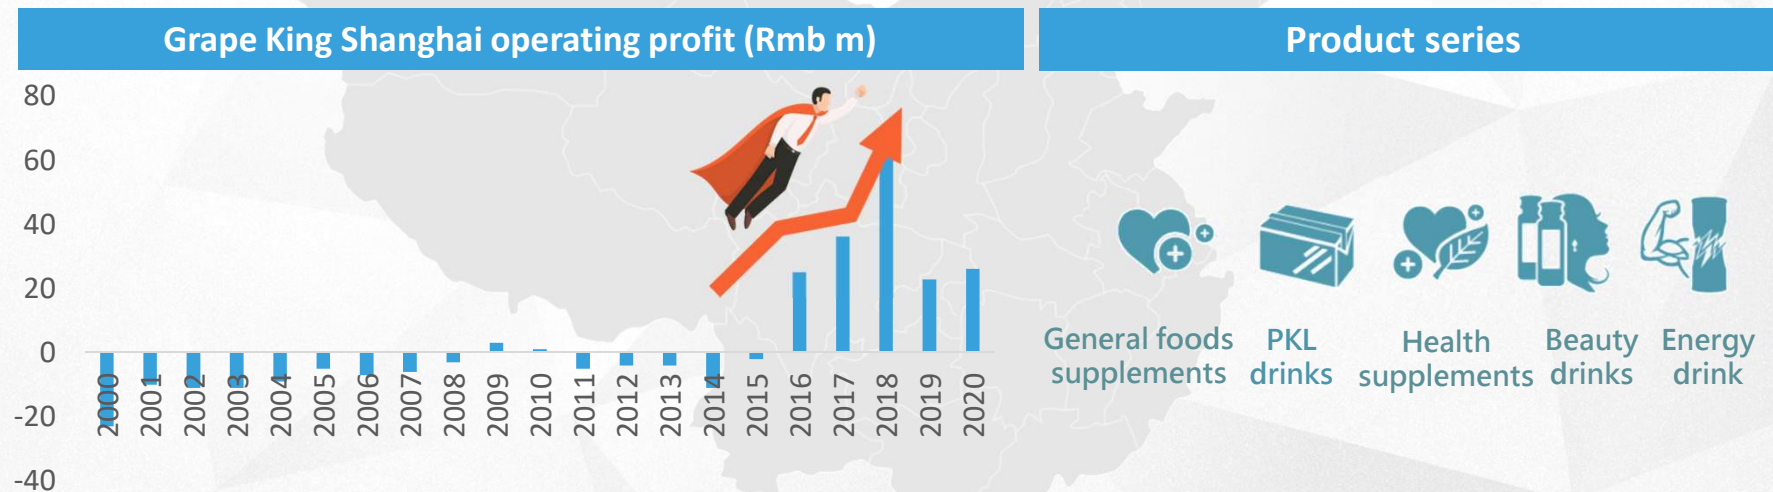 Grape King Shanghai operating profit (Rmb m)
80
60
40
20
0
-20
-40
2000
2001
2002
2003
2004
2005
2006
2007
2008
2009
2010
2011
2012
2013
2014
2015
2016
2017
2018
2019
2020
Product series
General foods
supplements
PKL
drinks
Health
supplements
Beauty
drinks
Energy
drink